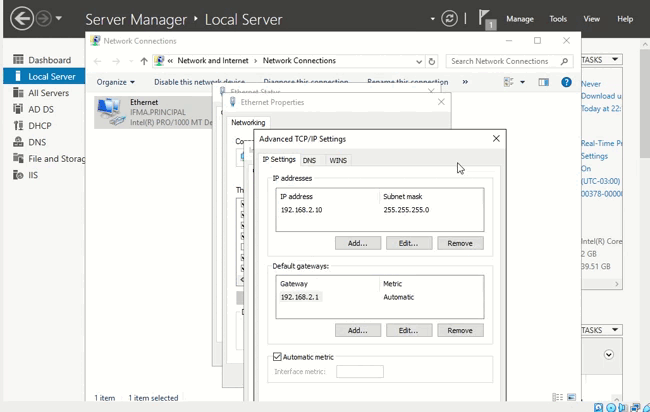 Server Manager › Local Server
1
Manage
Tools
View
Help
Dashboard
Local Server
All Servers
AD DS
DHCP
DNS
File and Storag
IIS
Network Connections
« Network and Internet › Network Connections
Search Network Connections
Organize
Disable this network device
Diagnose this connection
Rename this connection
»
Ethernet
IFMA.PRINCIPAL
Intel(R) PRO/1000 MT De
Ethernet Status
Ethernet Properties
Networking
Advanced TCP/IP Settings
IP Settings
DNS
WINS
IP addresses
IP address
Subnet mask
192.168.2.10
255.255.255.0
Add...
Edit...
Remove
Default gateways:
Gateway
Metric
192.168.2.1
Automatic
Add...
Edit...
Remove
Automatic metric
Interface metric:
1 item
1 item selected
TASKS
Never
Download u
Today at 22:
Real-Time Pr
Settings
On
(UTC-03:00)
00378-0000
Intel(R) Core
2 GB
39.51 GB
TASKS